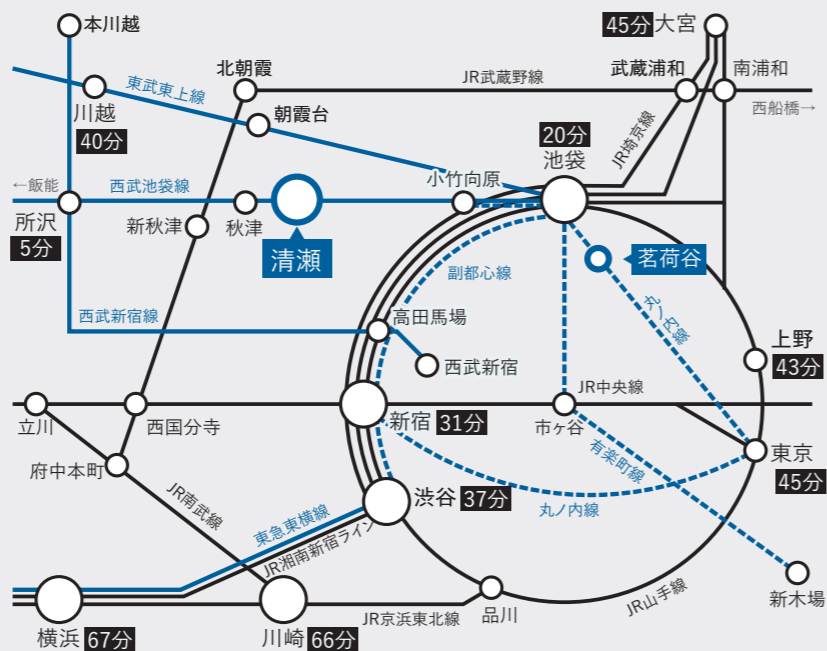 本川越
45分 大宮
北朝霞
東武東上線
JR武蔵野線
武蔵浦和
南浦和
川越
40分
朝霞台
西船橋→
20分
池袋
JR埼京線
小竹向原
←飯能
西武池袋線
所沢
5分
新秋津
秋津
清瀬
茗荷谷
副都心線
丸ノ内線
西武新宿線
高田馬場
西武新宿
上野
43分
JR中央線
立川
西国分寺
新宿 31分
市ヶ谷
府中本町
有楽町線
東京
45分
JR南武線
渋谷 37分
丸ノ内線
東急東横線
JR湘南新宿ライン
新木場
JR山手線
品川
JR京浜東北線
横浜 67分
川崎 66分